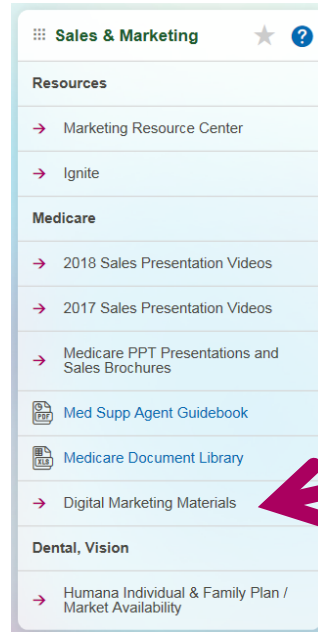 Sales & Marketing ?
Resources
Marketing Resource Center
Ignite
Medicare
2018 Sales Presentation Videos
2017 Sales Presentation Videos
Medicare PPT Presentations and
Sales Brochures
PDF Med Supp Agent Guidebook
XLS Medicare Document Library
Digital Marketing Materials
Dental, Vision
Humana Individual & Family Plan /
Market Availability